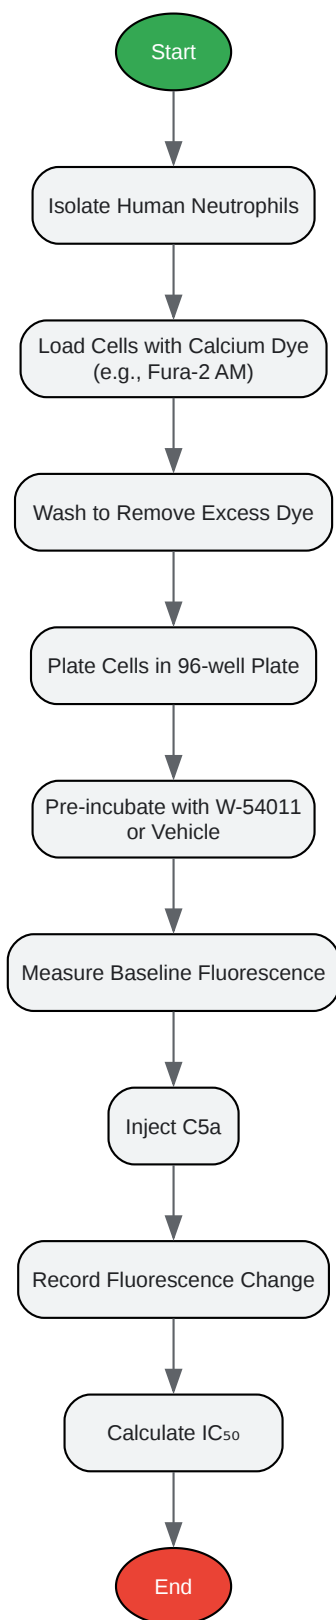 Start
Isolate Human Neutrophils
Load Cells with Calcium Dye
(e.g., Fura-2 AM)
Wash to Remove Excess Dye
Plate Cells in 96-well Plate
Pre-incubate with W-54011
or Vehicle
Measure Baseline Fluorescence
Inject C5a
Record Fluorescence Change
Calculate IC₅₀
End